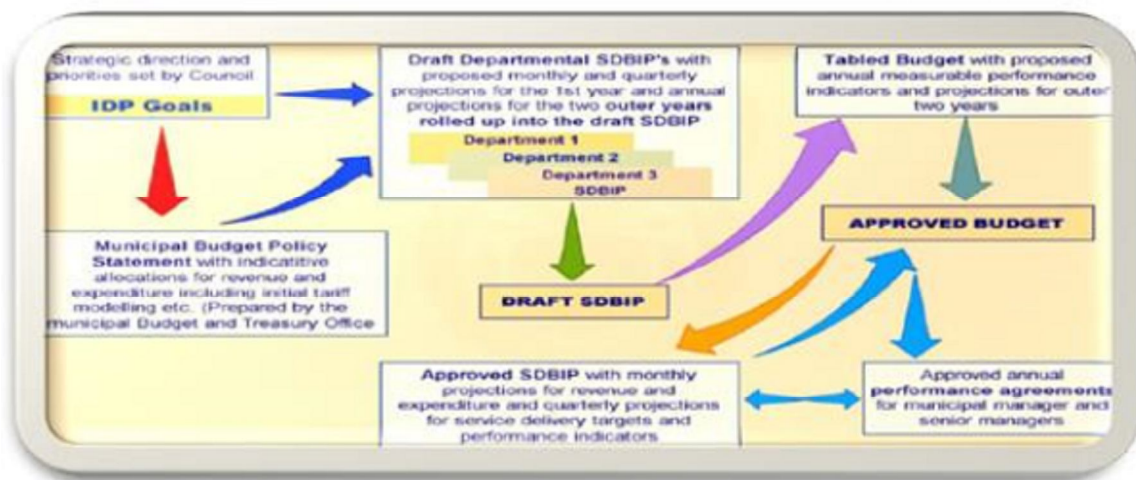 Strategic direction and
priorities set by Council
IDP Goals
Municipal Budget Policy
Statement with indicatitive
allocations for revenue and
expenditure including initial tariff
modelling etc. (Prepared by the
municipal Budget and Treasury Office
Draft Departmental SDBIP's with
proposed monthly and quarterly
projections for the 1st year and annual
projections for the two outer years
rolled up into the draft SDBIP
Department 1
Department 2
Department 3
SDBIP
DRAFT SDBIP
Tabled Budget with proposed
annual measurable performance
indicators and projections for outer
two years
APPROVED BUDGET
Approved SDBIP with monthly
projections for revenue and
expenditure and quarterly projections
for service delivery targets and
performance indicators
Approved annual
performance agreements
for municipal manager and
senior managers